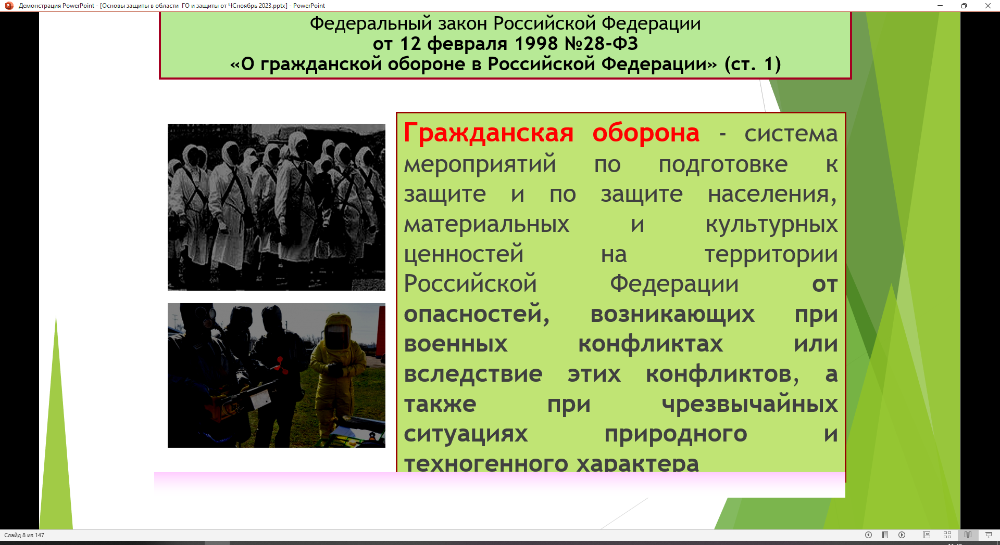 Демонстрация PowerPoint - [Основы защиты в области  ГО и защиты от ЧСноябрь 2023.pptx] - PowerPoint
Федеральный закон Российской Федерации
от 12 февраля 1998 №28-ФЗ
«О гражданской обороне в Российской Федерации» (ст. 1)
Гражданская оборона - система
мероприятий по подготовке к
защите и по защите населения,
материальных и культурных
ценностей на территории
Российской Федерации от
опасностей, возникающих при
военных конфликтах или
вследствие этих конфликтов, а
также при чрезвычайных
ситуациях природного и
техногенного характера
Слайд 8 из 147